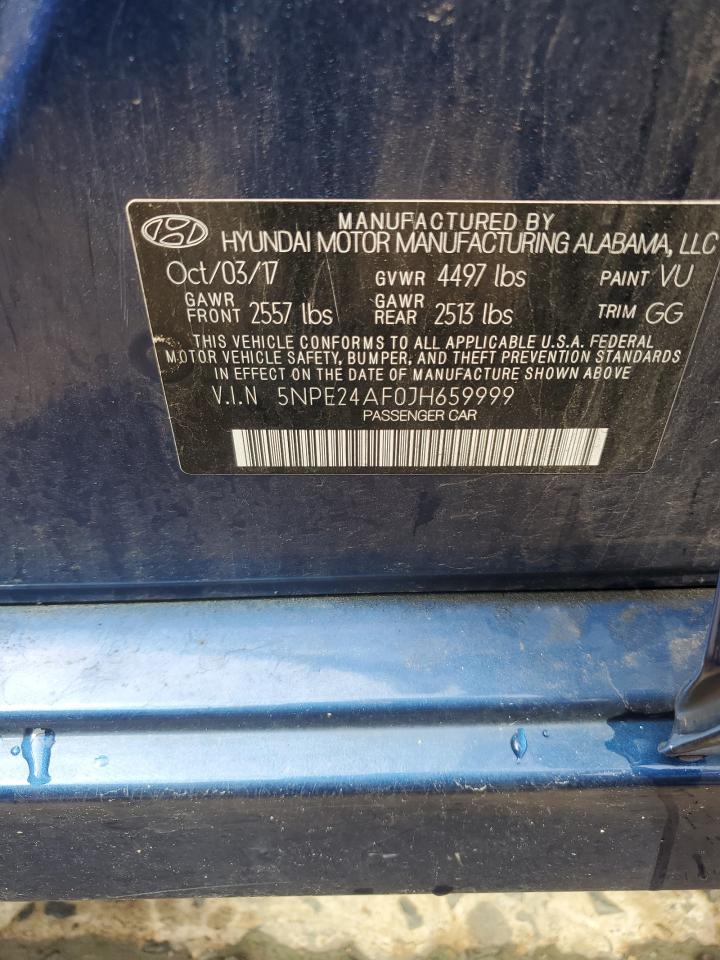 MANUFACTURED BY
HYUNDAI MOTOR MANUFACTURING ALABAMA, LLC
Oct/03/17 GVWR 4497 lbs PAINT VU
GAWR FRONT 2557 lbs GAWR REAR 2513 lbs TRIM GG
THIS VEHICLE CONFORMS TO ALL APPLICABLE U.S.A. FEDERAL
MOTOR VEHICLE SAFETY, BUMPER, AND THEFT PREVENTION STANDARDS
IN EFFECT ON THE DATE OF MANUFACTURE SHOWN ABOVE
V.I.N 5NPE24AF0JH659999
PASSENGER CAR